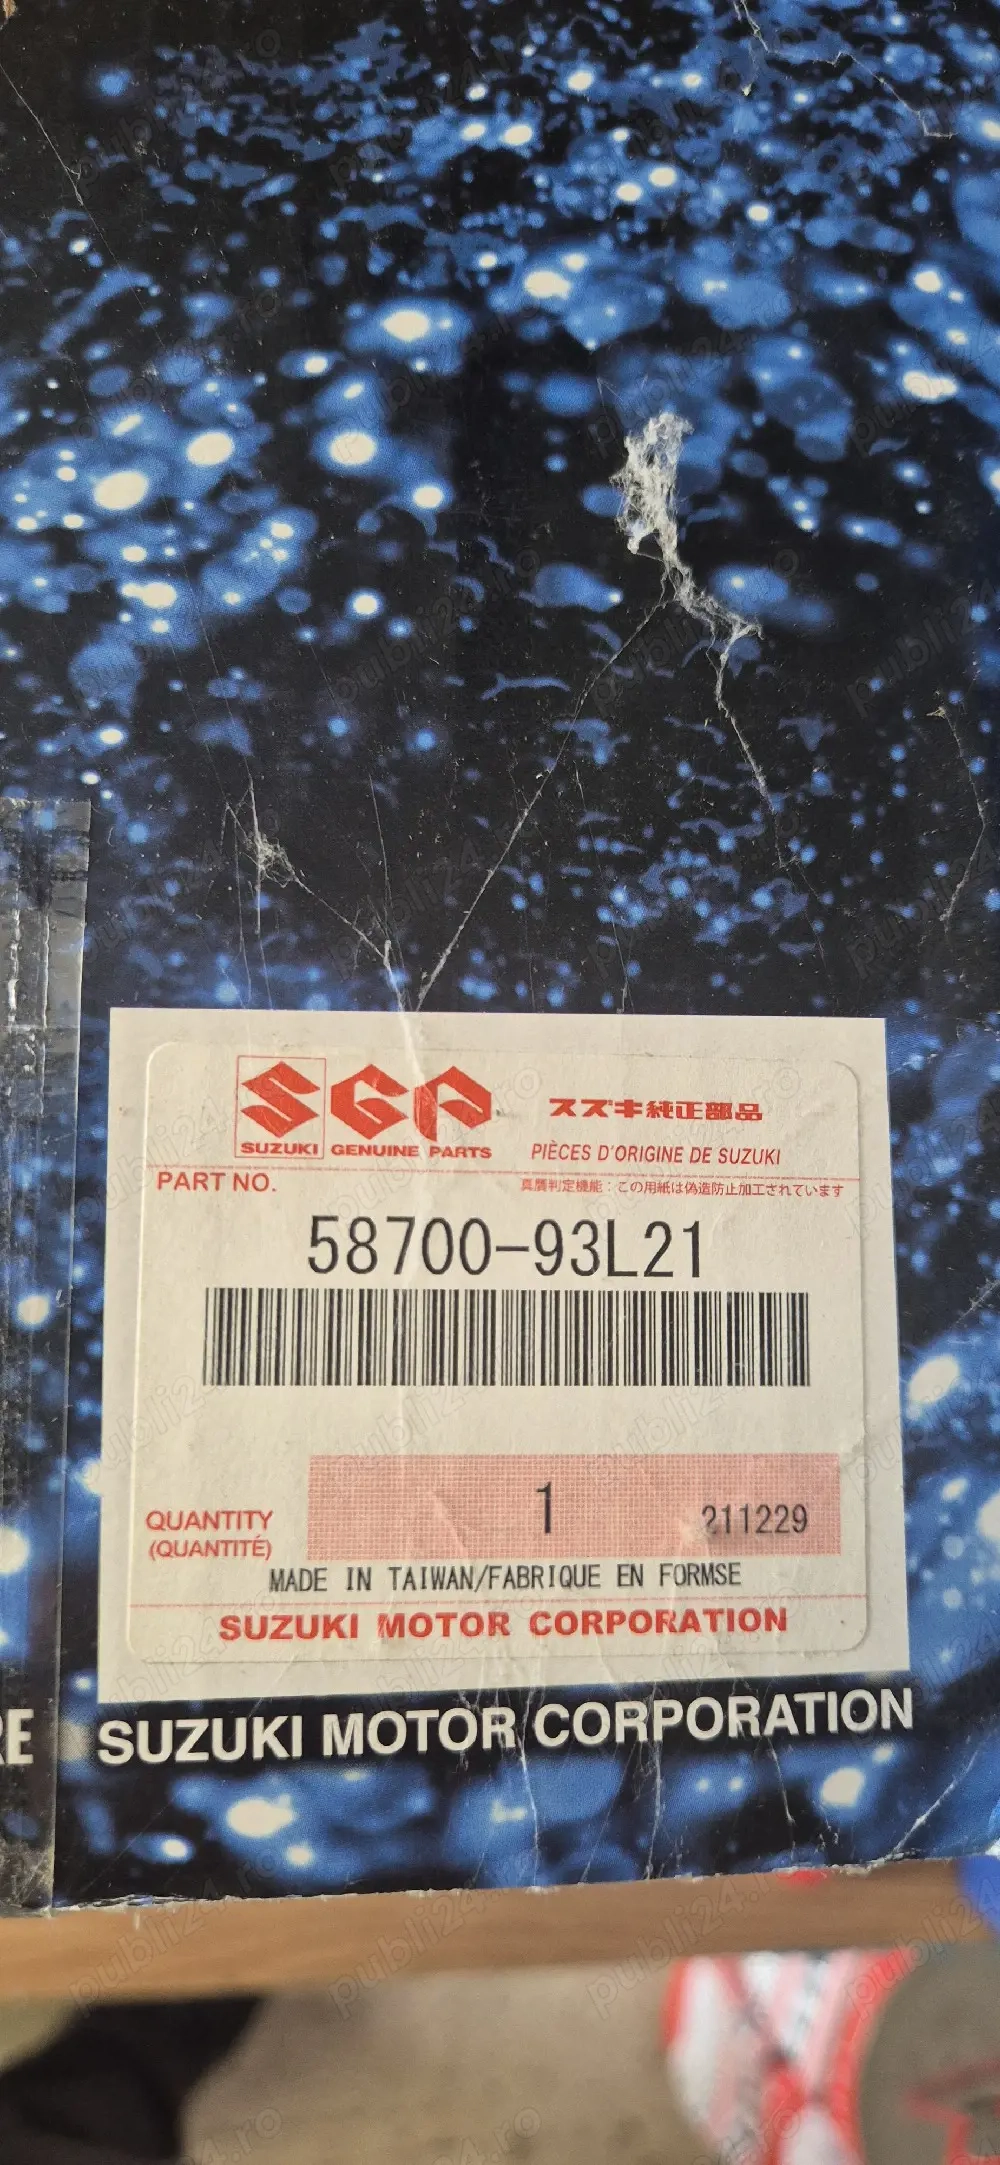 SUZUKI GENUINE PARTS
スズキ純正部品
PIÈCES D'ORIGINE DE SUZUKI
PART NO.
真贋判定機能：この用紙は偽造防止加工されています
58700-93L21
QUANTITY
(QUANTITÉ)
1
211229
MADE IN TAIWAN/FABRIQUE EN FORMSE
SUZUKI MOTOR CORPORATION
RE
SUZUKI MOTOR CORPORATION
publi24.ro